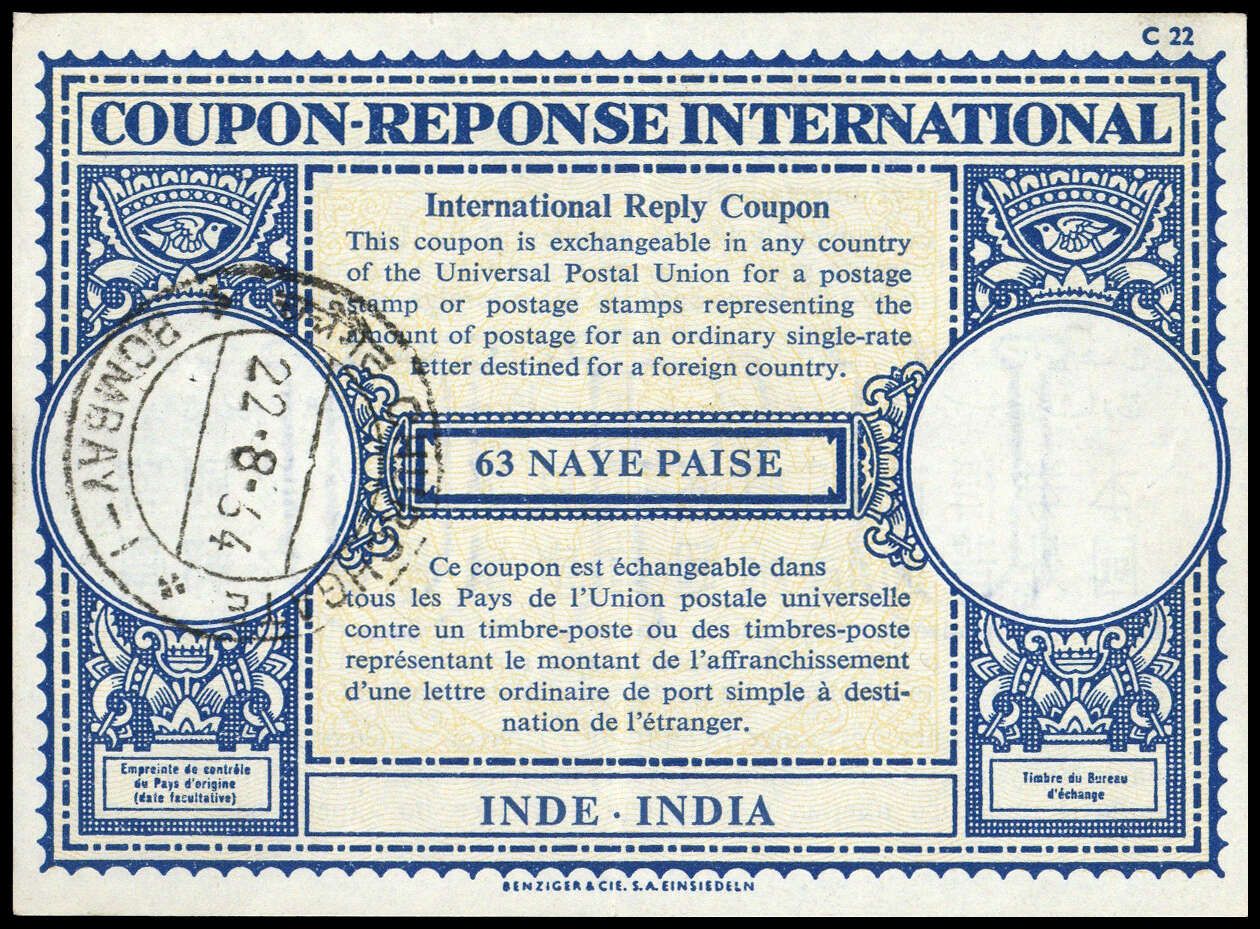 C 22
COUPON-REPONSE INTERNATIONAL
International Reply Coupon
This coupon is exchangeable in any country
of the Universal Postal Union for a postage
stamp or postage stamps representing the
amount of postage for an ordinary single-rate
letter destined for a foreign country.
63 NAYE PAISE
Ce coupon est échangeable dans
tous les Pays de l'Union postale universelle
contre un timbre-poste ou des timbres-poste
représentant le montant de l'affranchissement
d'une lettre ordinaire de port simple à desti-
nation de l'étranger.
BOMBAY-1
22·8·64
Empreinte de contrôle
du Pays d'origine
(date facultative)
Timbre du Bureau
d'échange
INDE · INDIA
BENZIGER & CIE. S.A. EINSIEDELN